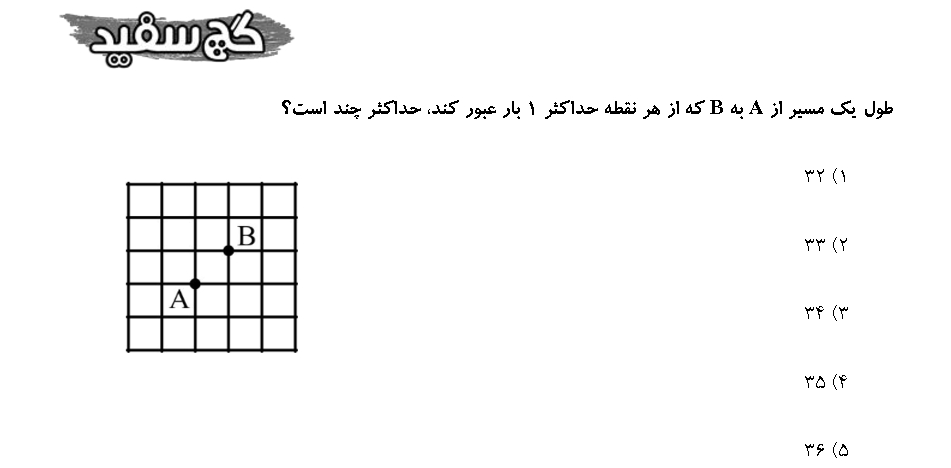 گچ سفید
طول یک مسیر از A به B که از هر نقطه حداکثر ۱ بار عبور کند، حداکثر چند است؟
۱) ۳۲
۲) ۳۳
B
A
۳) ۳۴
۴) ۳۵
۵) ۳۶